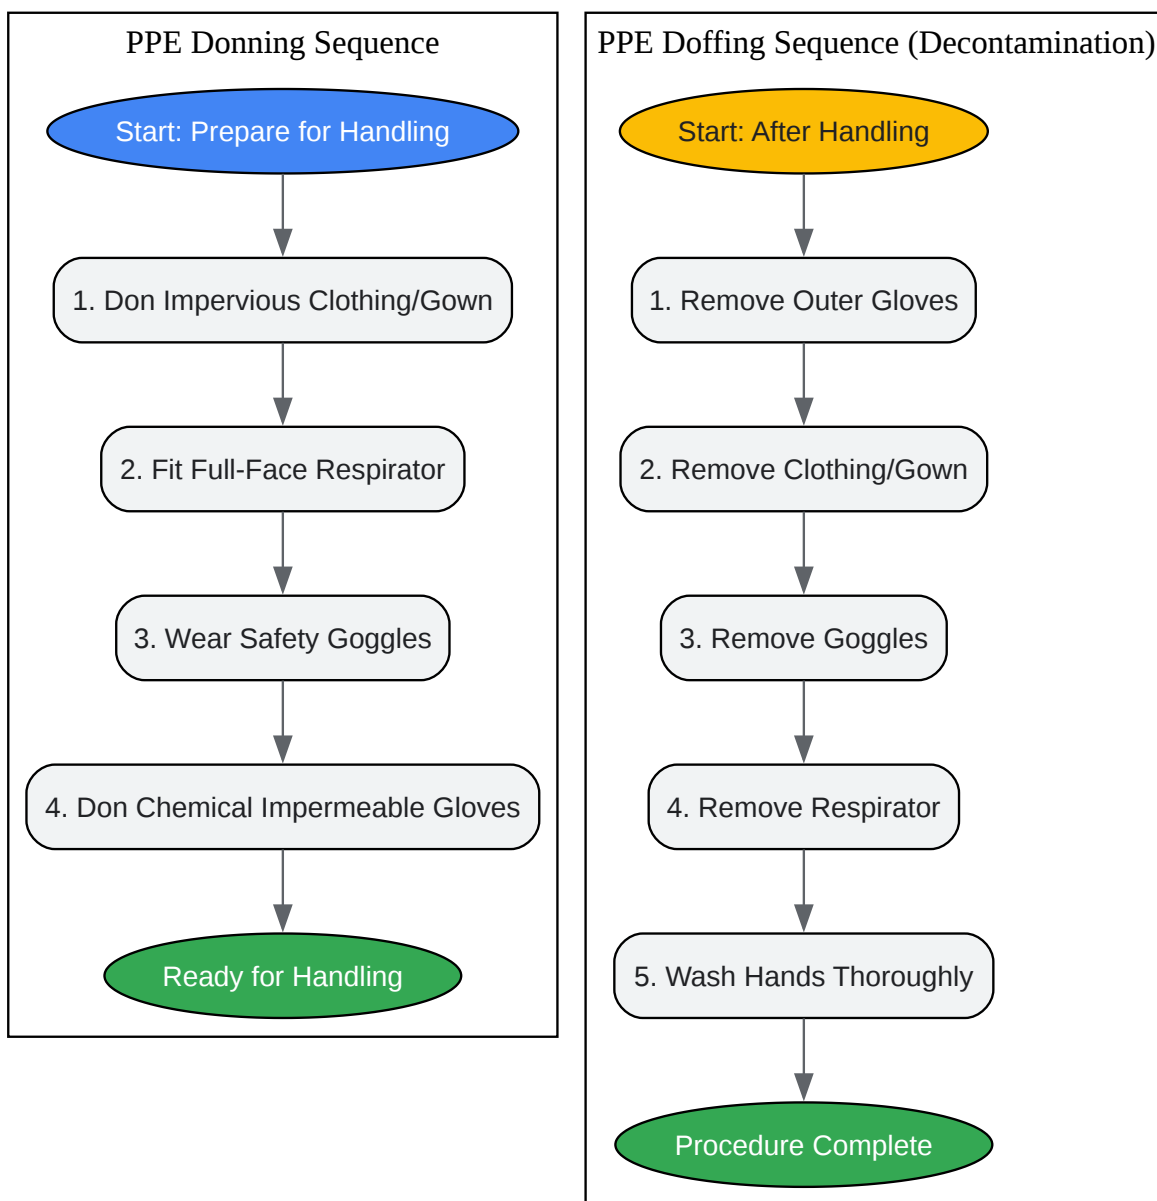 PPE Donning Sequence
Start: Prepare for Handling
1. Don Impervious Clothing/Gown
2. Fit Full-Face Respirator
3. Wear Safety Goggles
4. Don Chemical Impermeable Gloves
Ready for Handling
PPE Doffing Sequence (Decontamination)
Start: After Handling
1. Remove Outer Gloves
2. Remove Clothing/Gown
3. Remove Goggles
4. Remove Respirator
5. Wash Hands Thoroughly
Procedure Complete